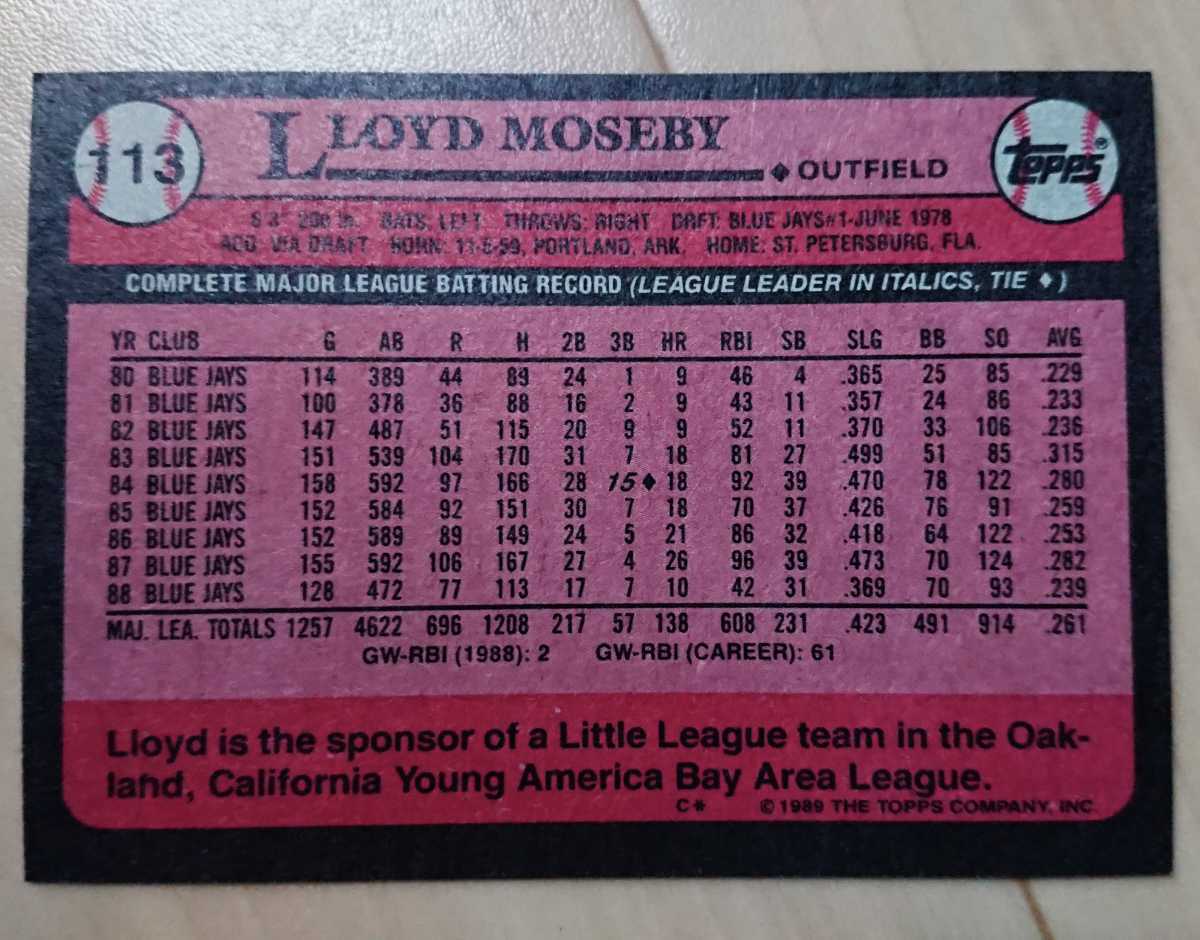 113
LLOYD MOSEBY
♦ OUTFIELD
topps®
6'3" 200 lb. BATS: LEFT THROWS: RIGHT DRFT: BLUE JAYS#1-JUNE 1978
ACQ: VIA DRAFT BORN: 11-5-59, PORTLAND, ARK. HOME: ST. PETERSBURG, FLA.
COMPLETE MAJOR LEAGUE BATTING RECORD (LEAGUE LEADER IN ITALICS, TIE ♦)
YR CLUB G AB R H 2B 3B HR RBI SB SLG BB SO AVG
80 BLUE JAYS 114 389 44 89 24 1 9 46 4 .365 25 85 .229
81 BLUE JAYS 100 378 36 88 16 2 9 43 11 .357 24 86 .233
82 BLUE JAYS 147 487 51 115 20 9 9 52 11 .370 33 106 .236
83 BLUE JAYS 151 539 104 170 31 7 18 81 27 .499 51 85 .315
84 BLUE JAYS 158 592 97 166 28 15♦ 18 92 39 .470 78 122 .280
85 BLUE JAYS 152 584 92 151 30 7 18 70 37 .426 76 91 .259
86 BLUE JAYS 152 589 89 149 24 5 21 86 32 .418 64 122 .253
87 BLUE JAYS 155 592 106 167 27 4 26 96 39 .473 70 124 .282
88 BLUE JAYS 128 472 77 113 17 7 10 42 31 .369 70 93 .239
MAJ. LEA. TOTALS 1257 4622 696 1208 217 57 138 608 231 .423 491 914 .261
GW-RBI (1988): 2 GW-RBI (CAREER): 61
Lloyd is the sponsor of a Little League team in the Oak-
land, California Young America Bay Area League.
C* © 1989 THE TOPPS COMPANY, INC.